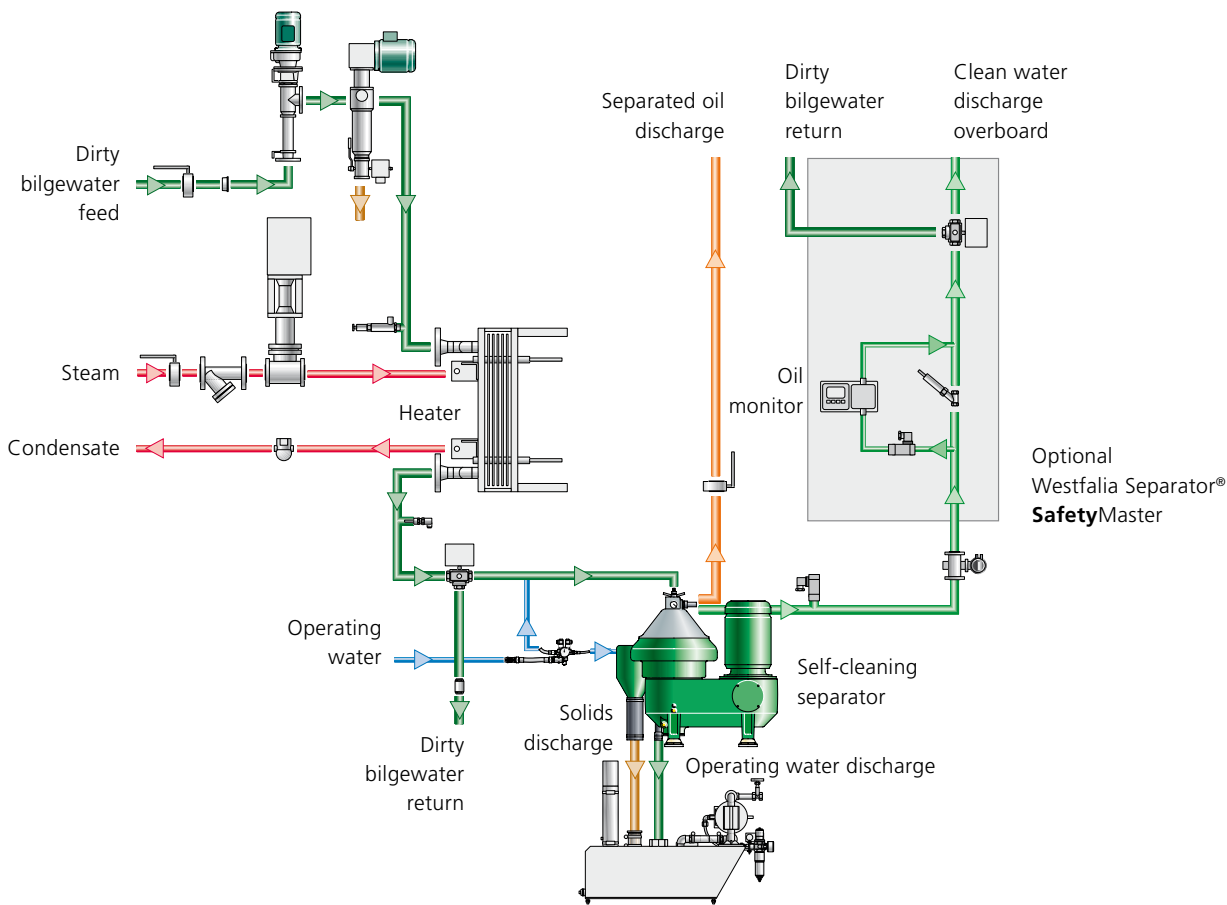 Separated oil
discharge
Dirty
bilgewater
return
Clean water
discharge
overboard
Dirty
bilgewater
feed
Steam
Heater
Condensate
Oil
monitor
Optional
Westfalia Separator®
SafetyMaster
Operating
water
Self-cleaning
separator
Solids
discharge
Dirty
bilgewater
return
Operating water discharge